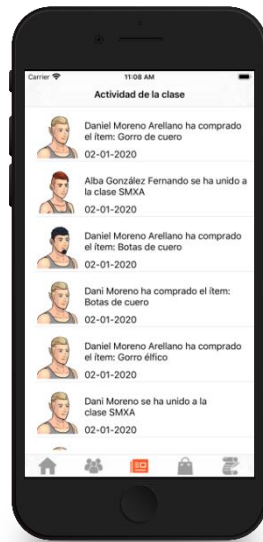 Carrier 11:08 AM
Actividad de la clase
Daniel Moreno Arellano ha comprado
el ítem: Gorro de cuero
02-01-2020
Alba González Fernando se ha unido a
la clase SMXA
02-01-2020
Daniel Moreno Arellano ha comprado
el ítem: Botas de cuero
02-01-2020
Dani Moreno ha comprado el ítem:
Botas de cuero
02-01-2020
Daniel Moreno Arellano ha comprado
el ítem: Gorro élfico
02-01-2020
Dani Moreno se ha unido a la
clase SMXA
02-01-2020